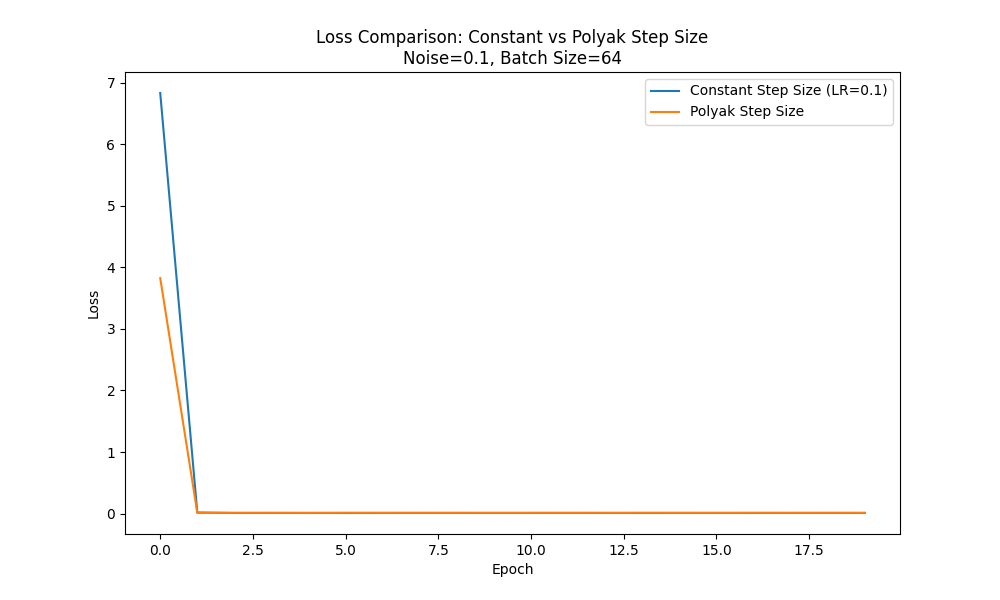 Loss Comparison: Constant vs Polyak Step Size
Noise=0.1, Batch Size=64
Constant Step Size (LR=0.1)
Polyak Step Size
Loss
7
6
5
4
3
2
1
0
0.0 2.5 5.0 7.5 10.0 12.5 15.0 17.5
Epoch